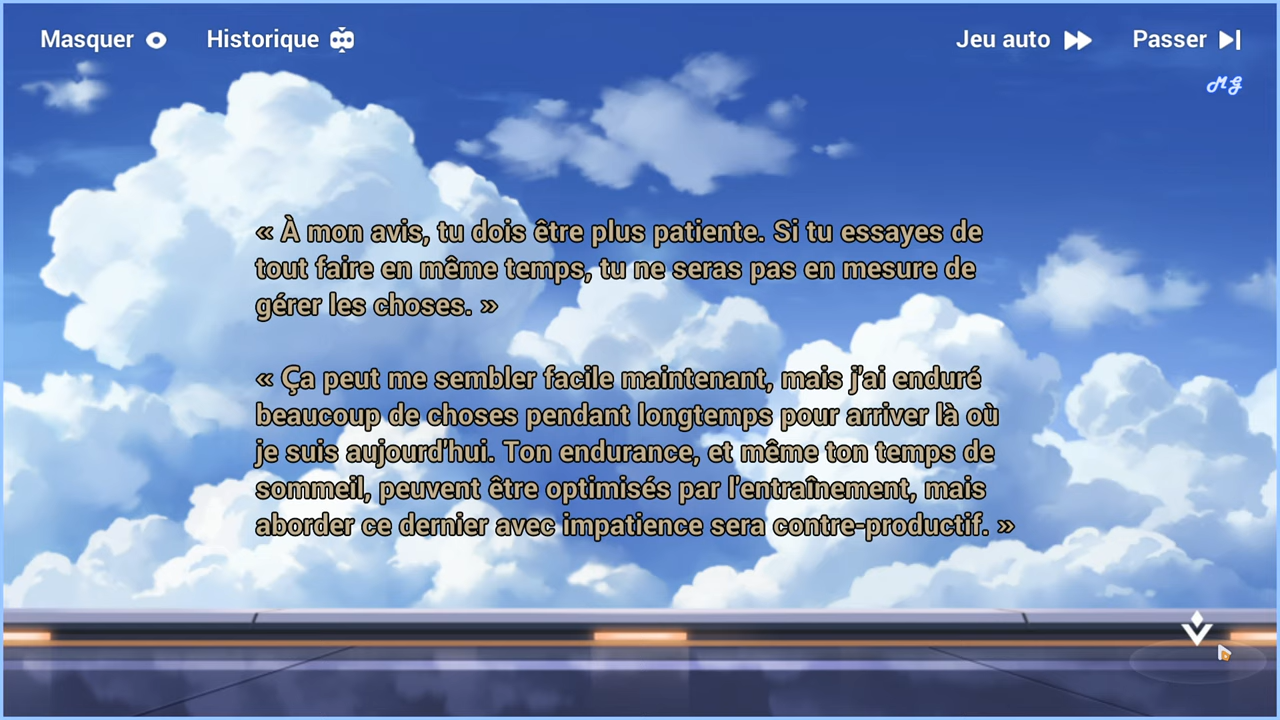 Masquer
Historique
Jeu auto
Passer
MG
« À mon avis, tu dois être plus patiente. Si tu essayes de
tout faire en même temps, tu ne seras pas en mesure de
gérer les choses. »
« Ça peut me sembler facile maintenant, mais j'ai enduré
beaucoup de choses pendant longtemps pour arriver là où
je suis aujourd'hui. Ton endurance, et même ton temps de
sommeil, peuvent être optimisés par l'entraînement, mais
aborder ce dernier avec impatience sera contre-productif. »